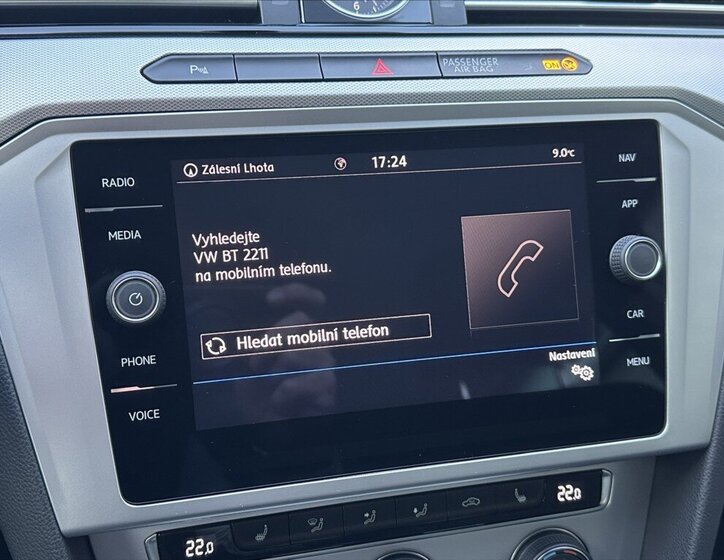 6
P
PASSENGER
AIR BAG
ON
Zálesní Lhota
17:24
9.0°C
RADIO
MEDIA
PHONE
VOICE
Vyhledejte
VW BT 2211
na mobilním telefonu.
Hledat mobilní telefon
Nastavení
NAV
APP
CAR
MENU
22.0
22.0